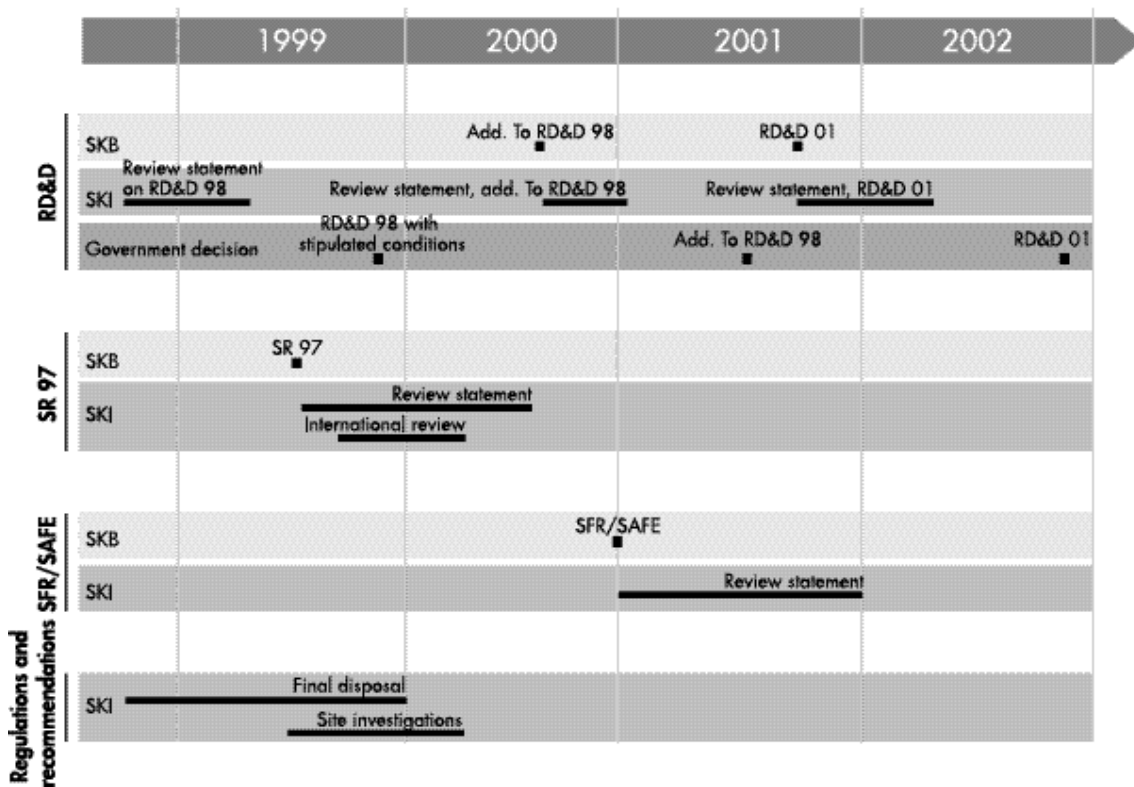 1999 2000 2001 2002
RD&D
SKB
Add. To RD&D 98
RD&D 01
SKI
Review statement
on RD&D 98
Review statement, add. To RD&D 98
Review statement, RD&D 01
Government decision
RD&D 98 with
stipulated conditions
Add. To RD&D 98
RD&D 01
SR 97
SKB
SR 97
SKI
Review statement
International review
SFR/SAFE
SKB
SFR/SAFE
SKI
Review statement
Regulations and
recommendations
SKI
Final disposal
Site investigations